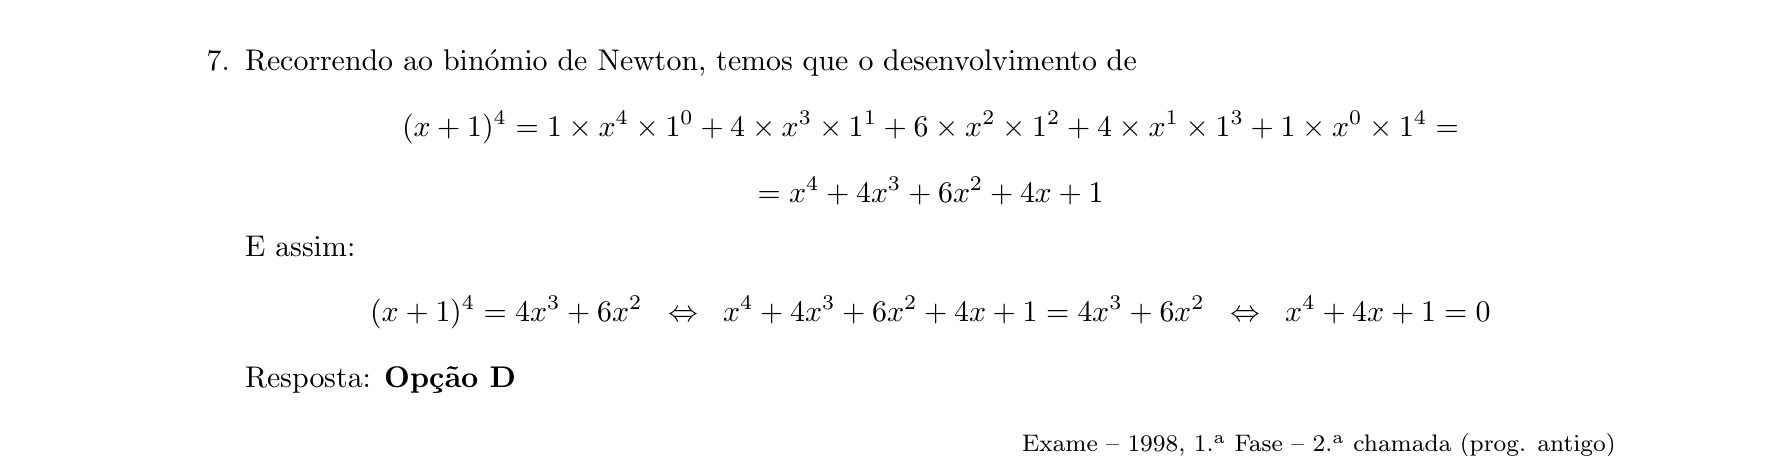 7. Recorrendo ao binómio de Newton, temos que o desenvolvimento de
(x + 1)⁴ = 1 × x⁴ × 1⁰ + 4 × x³ × 1¹ + 6 × x² × 1² + 4 × x¹ × 1³ + 1 × x⁰ × 1⁴ =
= x⁴ + 4x³ + 6x² + 4x + 1
E assim:
(x + 1)⁴ = 4x³ + 6x² ⇔ x⁴ + 4x³ + 6x² + 4x + 1 = 4x³ + 6x² ⇔ x⁴ + 4x + 1 = 0
Resposta: Opção D
Exame – 1998, 1.ª Fase – 2.ª chamada (prog. antigo)